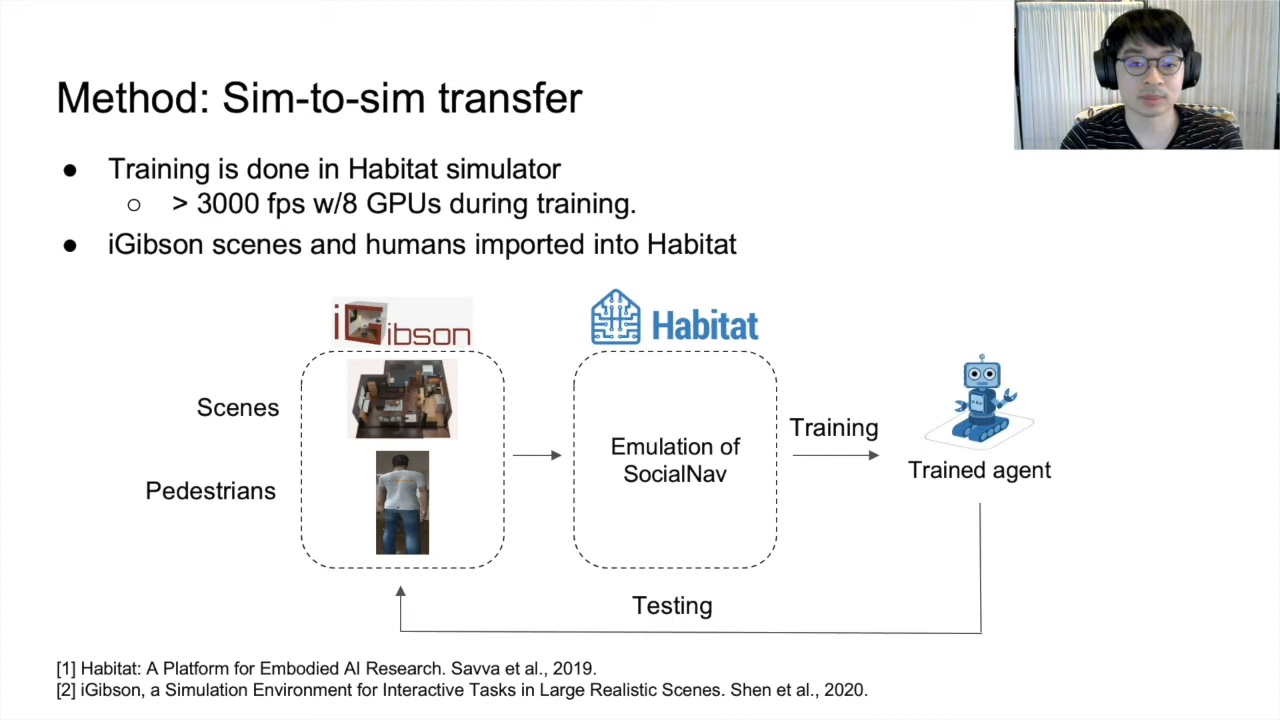 Method: Sim-to-sim transfer
● Training is done in Habitat simulator
○ > 3000 fps w/8 GPUs during training.
● iGibson scenes and humans imported into Habitat
iGibson
Habitat
Scenes
Pedestrians
Emulation of
SocialNav
Training
Trained agent
Testing
[1] Habitat: A Platform for Embodied AI Research. Savva et al., 2019.
[2] iGibson, a Simulation Environment for Interactive Tasks in Large Realistic Scenes. Shen et al., 2020.